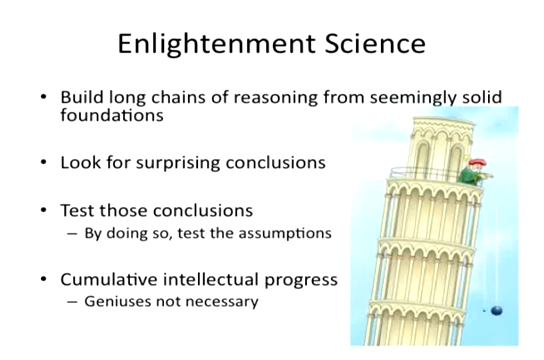 Enlightenment Science
• Build long chains of reasoning from seemingly solid
foundations
• Look for surprising conclusions
• Test those conclusions
– By doing so, test the assumptions
• Cumulative intellectual progress
– Geniuses not necessary